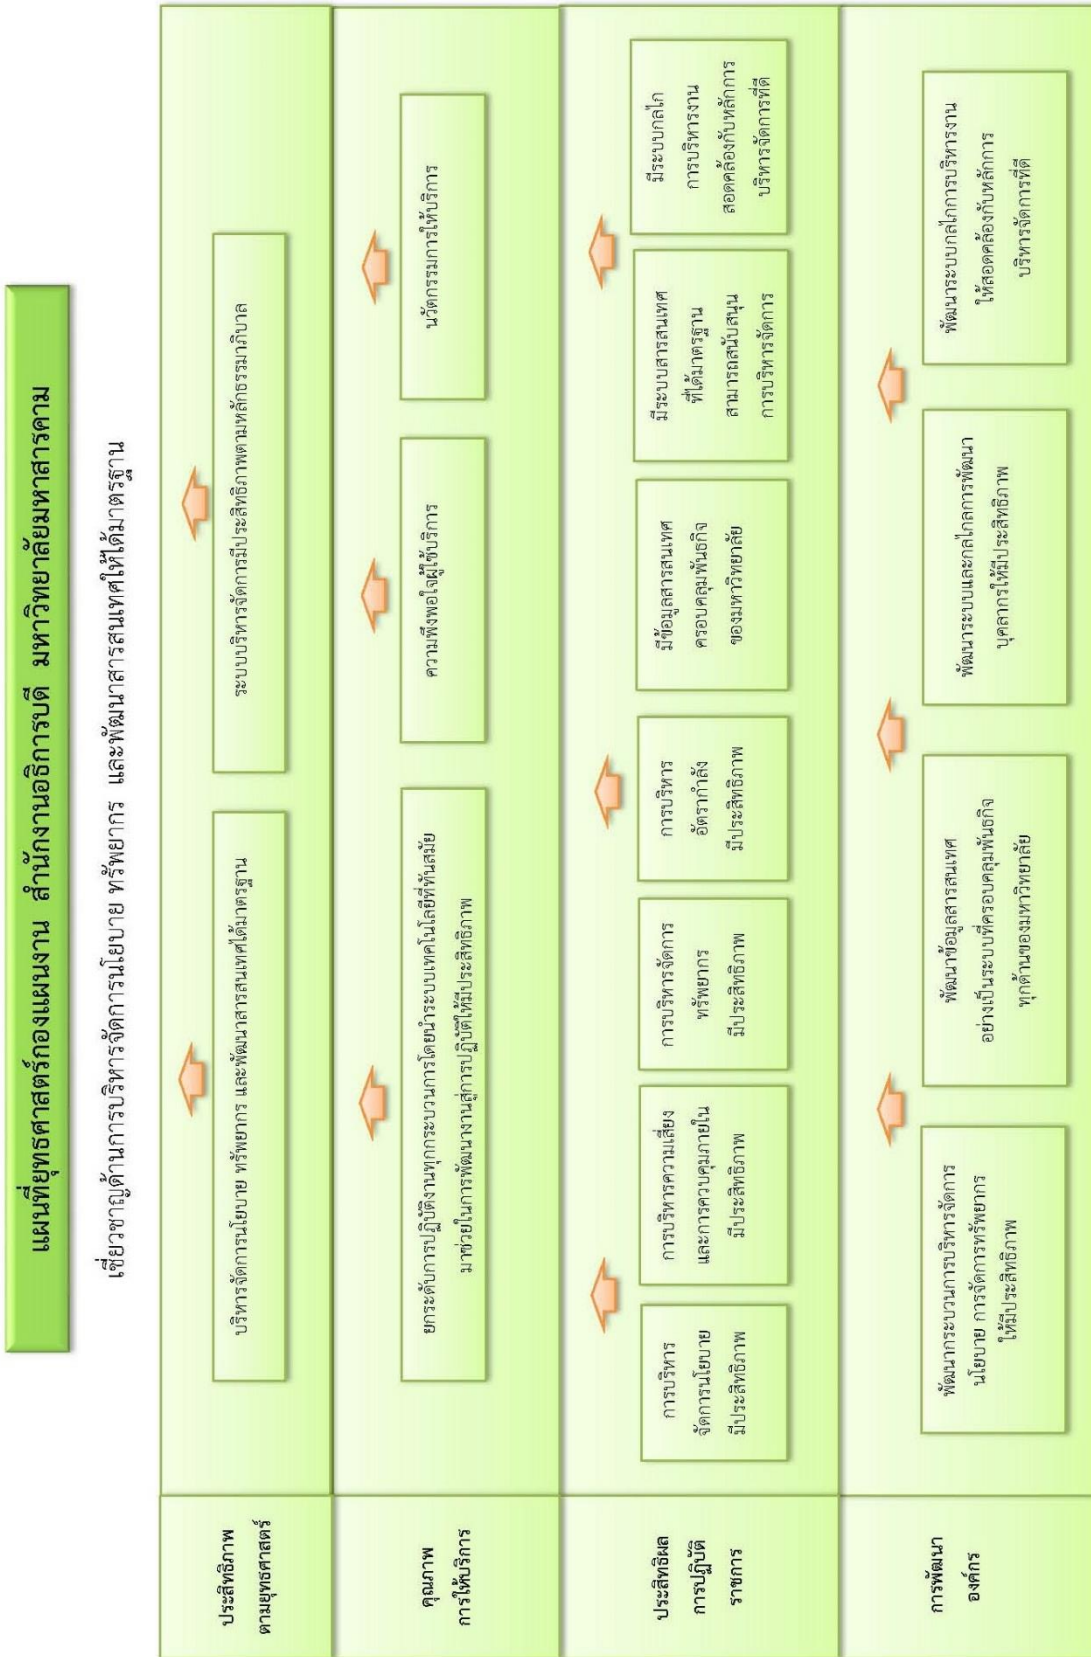 แผนที่ยุทธศาสตร์กองแผนงาน สำนักงานอธิการบดี มหาวิทยาลัยมหาสารคาม
เชี่ยวชาญด้านการบริหารจัดการนโยบาย ทรัพยากร และพัฒนาสารสนเทศให้ได้มาตรฐาน
ประสิทธิภาพ
ตามยุทธศาสตร์
บริหารจัดการนโยบาย ทรัพยากร และพัฒนาสารสนเทศได้มาตรฐาน
ระบบบริหารจัดการมีประสิทธิภาพตามหลักธรรมาภิบาล
คุณภาพ
การให้บริการ
ยกระดับการปฏิบัติงานทุกกระบวนการโดยนำระบบเทคโนโลยีที่ทันสมัย
มาช่วยในการพัฒนางานสู่การปฏิบัติให้มีประสิทธิภาพ
ความพึงพอใจผู้ใช้บริการ
นวัตกรรมการให้บริการ
ประสิทธิผล
การปฏิบัติ
ราชการ
การบริหาร
จัดการนโยบาย
มีประสิทธิภาพ
การบริหารความเสี่ยง
และการควบคุมภายใน
มีประสิทธิภาพ
การบริหารจัดการ
ทรัพยากร
มีประสิทธิภาพ
การบริหาร
อัตรากำลัง
มีประสิทธิภาพ
มีข้อมูลสารสนเทศ
ครอบคลุมพันธกิจ
ของมหาวิทยาลัย
มีระบบสารสนเทศ
ที่ได้มาตรฐาน
สามารถสนับสนุน
การบริหารจัดการ
มีระบบกลไก
การบริหารงาน
สอดคล้องกับหลักการ
บริหารจัดการที่ดี
การพัฒนา
องค์กร
พัฒนากระบวนการบริหารจัดการ
นโยบาย การจัดการทรัพยากร
ให้มีประสิทธิภาพ
พัฒนาข้อมูลสารสนเทศ
อย่างเป็นระบบที่ครอบคลุมพันธกิจ
ทุกด้านของมหาวิทยาลัย
พัฒนาระบบและกลไกลการพัฒนา
บุคลากรให้มีประสิทธิภาพ
พัฒนาระบบกลไกการบริหารงาน
ให้สอดคล้องกับหลักการ
บริหารจัดการที่ดี